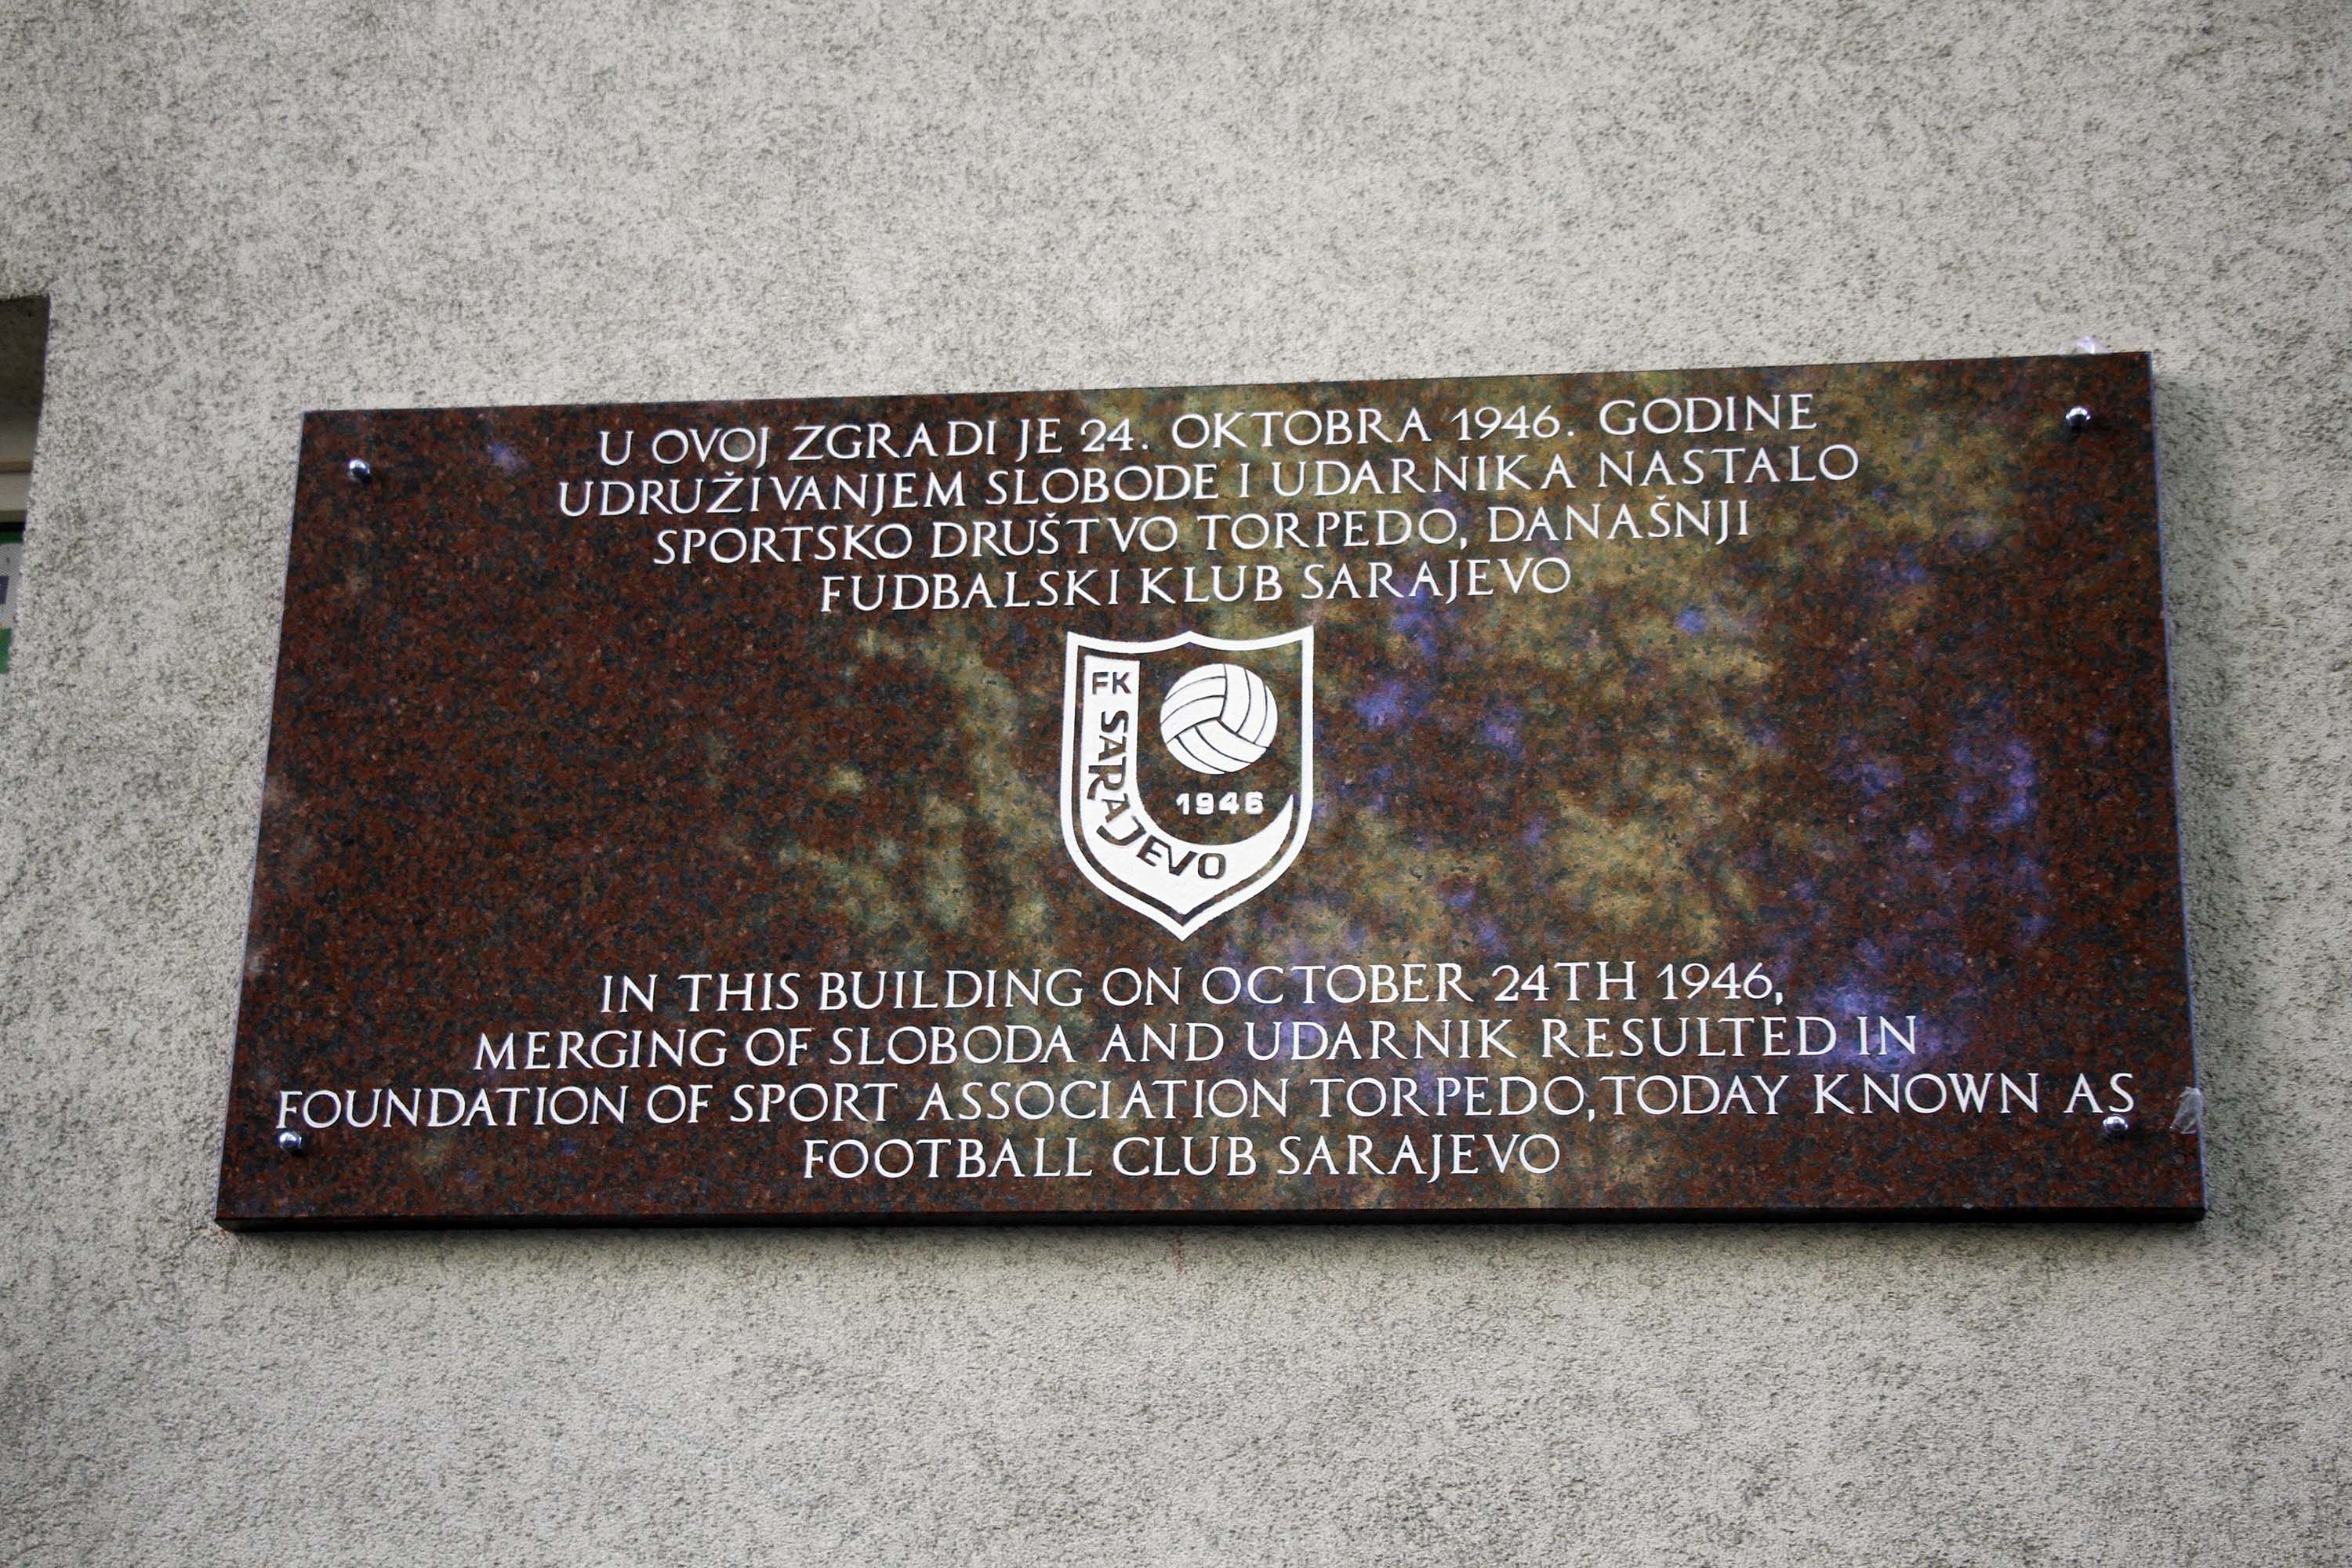 U OVOJ ZGRADI JE 24. OKTOBRA 1946. GODINE
UDRUŽIVANJEM SLOBODE I UDARNIKA NASTALO
SPORTSKO DRUŠTVO TORPEDO, DANAŠNJI
FUDBALSKI KLUB SARAJEVO
FK SARAJEVO
1946
IN THIS BUILDING ON OCTOBER 24TH 1946,
MERGING OF SLOBODA AND UDARNIK RESULTED IN
FOUNDATION OF SPORT ASSOCIATION TORPEDO, TODAY KNOWN AS
FOOTBALL CLUB SARAJEVO